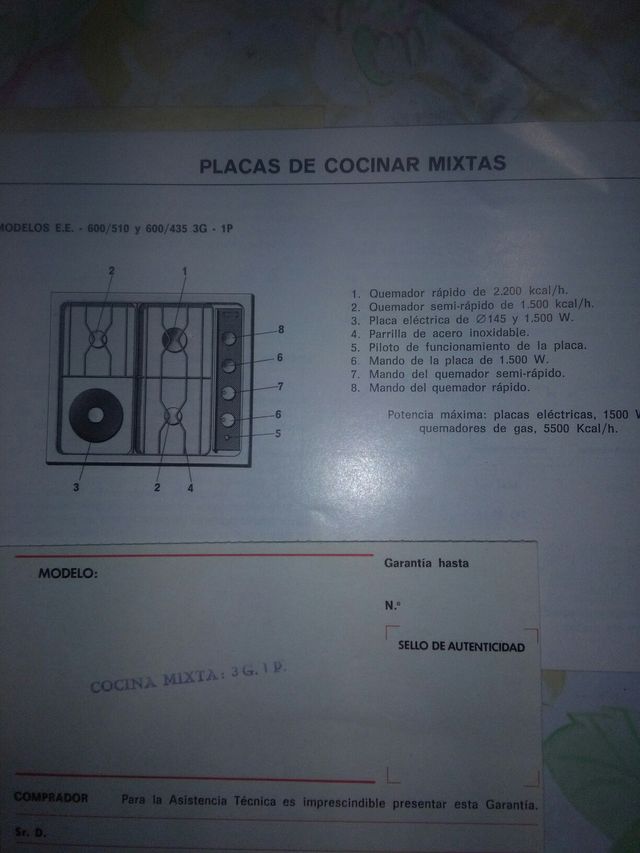 PLACAS DE COCINAR MIXTAS
MODELOS E.E. - 600/510 y 600/435 3G - 1P
2 1
8
6
7
6
5
3 2 4
1. Quemador rápido de 2.200 kcal/h.
2. Quemador semi-rápido de 1.500 kcal/h.
3. Placa eléctrica de Ø145 y 1.500 W.
4. Parrilla de acero inoxidable.
5. Piloto de funcionamiento de la placa.
6. Mando de la placa de 1.500 W.
7. Mando del quemador semi-rápido.
8. Mando del quemador rápido.
Potencia máxima: placas eléctricas, 1500 W
quemadores de gas, 5500 Kcal/h.
MODELO:
Garantía hasta
N.º
SELLO DE AUTENTICIDAD
COCINA MIXTA: 3G.1P.
COMPRADOR Para la Asistencia Técnica es imprescindible presentar esta Garantía.
Sr. D.